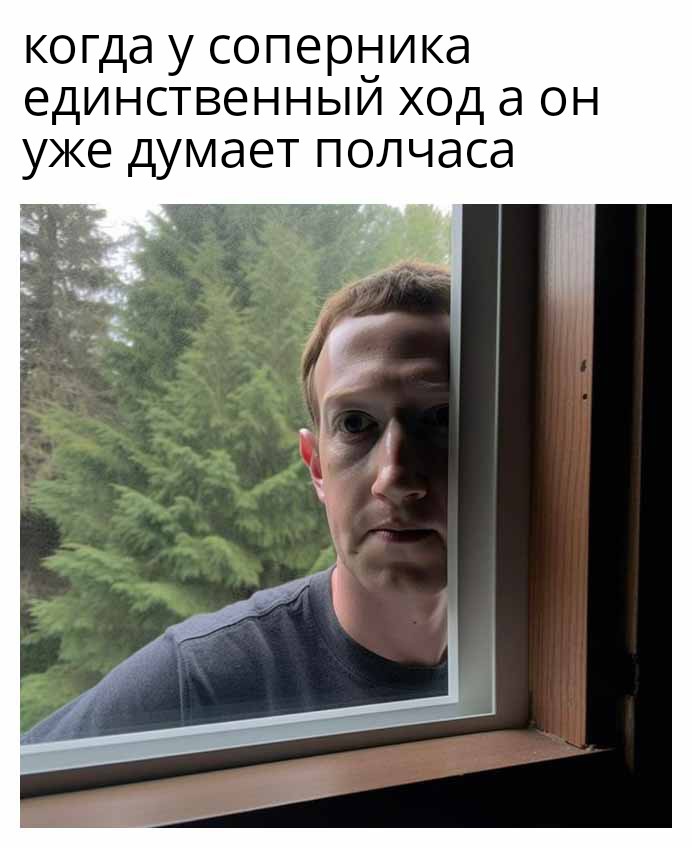 когда у соперника
единственный ход а он
уже думает полчаса